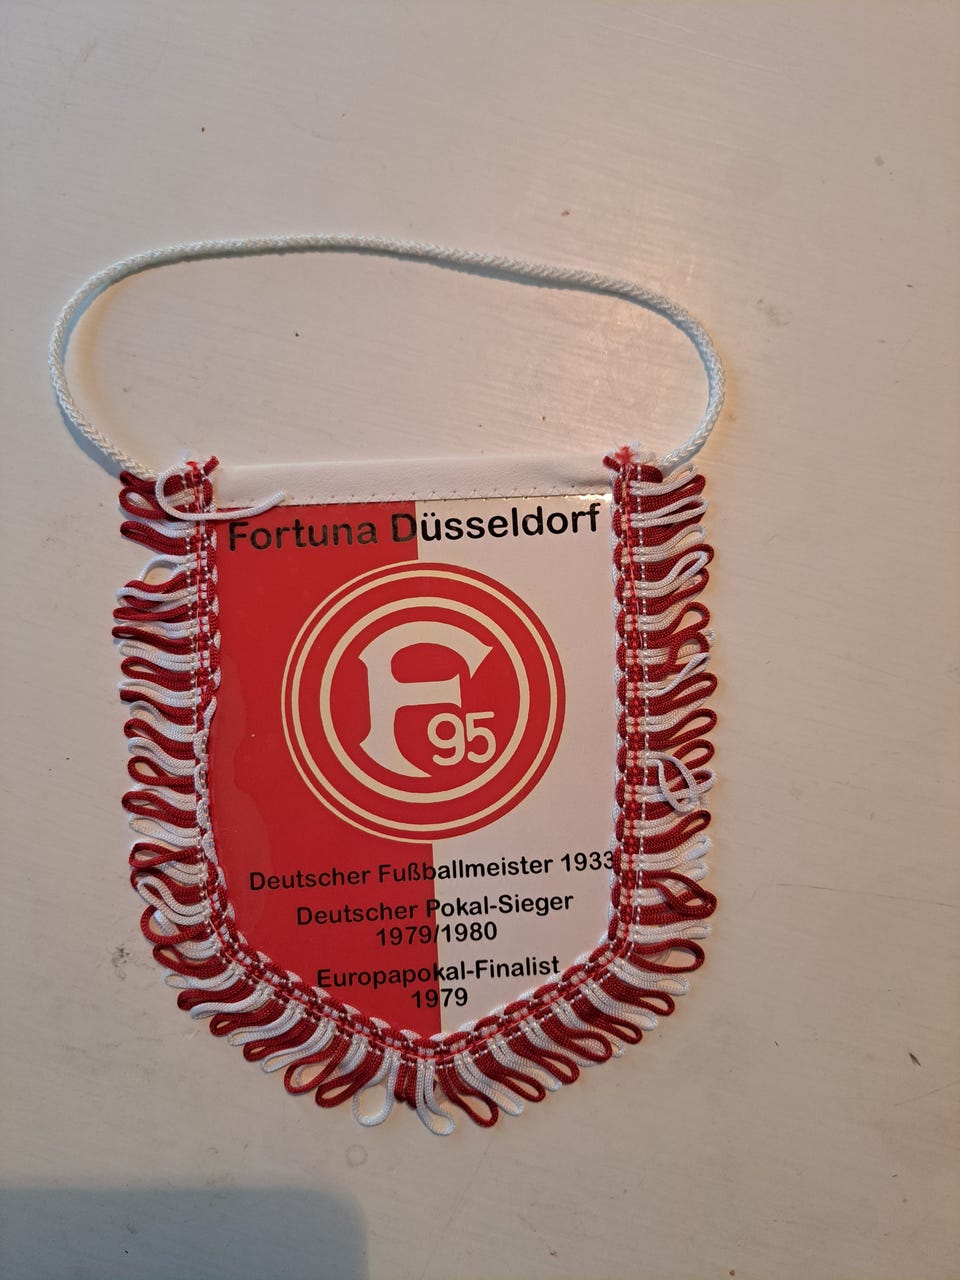 Fortuna Düsseldorf
F95
Deutscher Fußballmeister 1933
Deutscher Pokal-Sieger
1979/1980
Europapokal-Finalist
1979